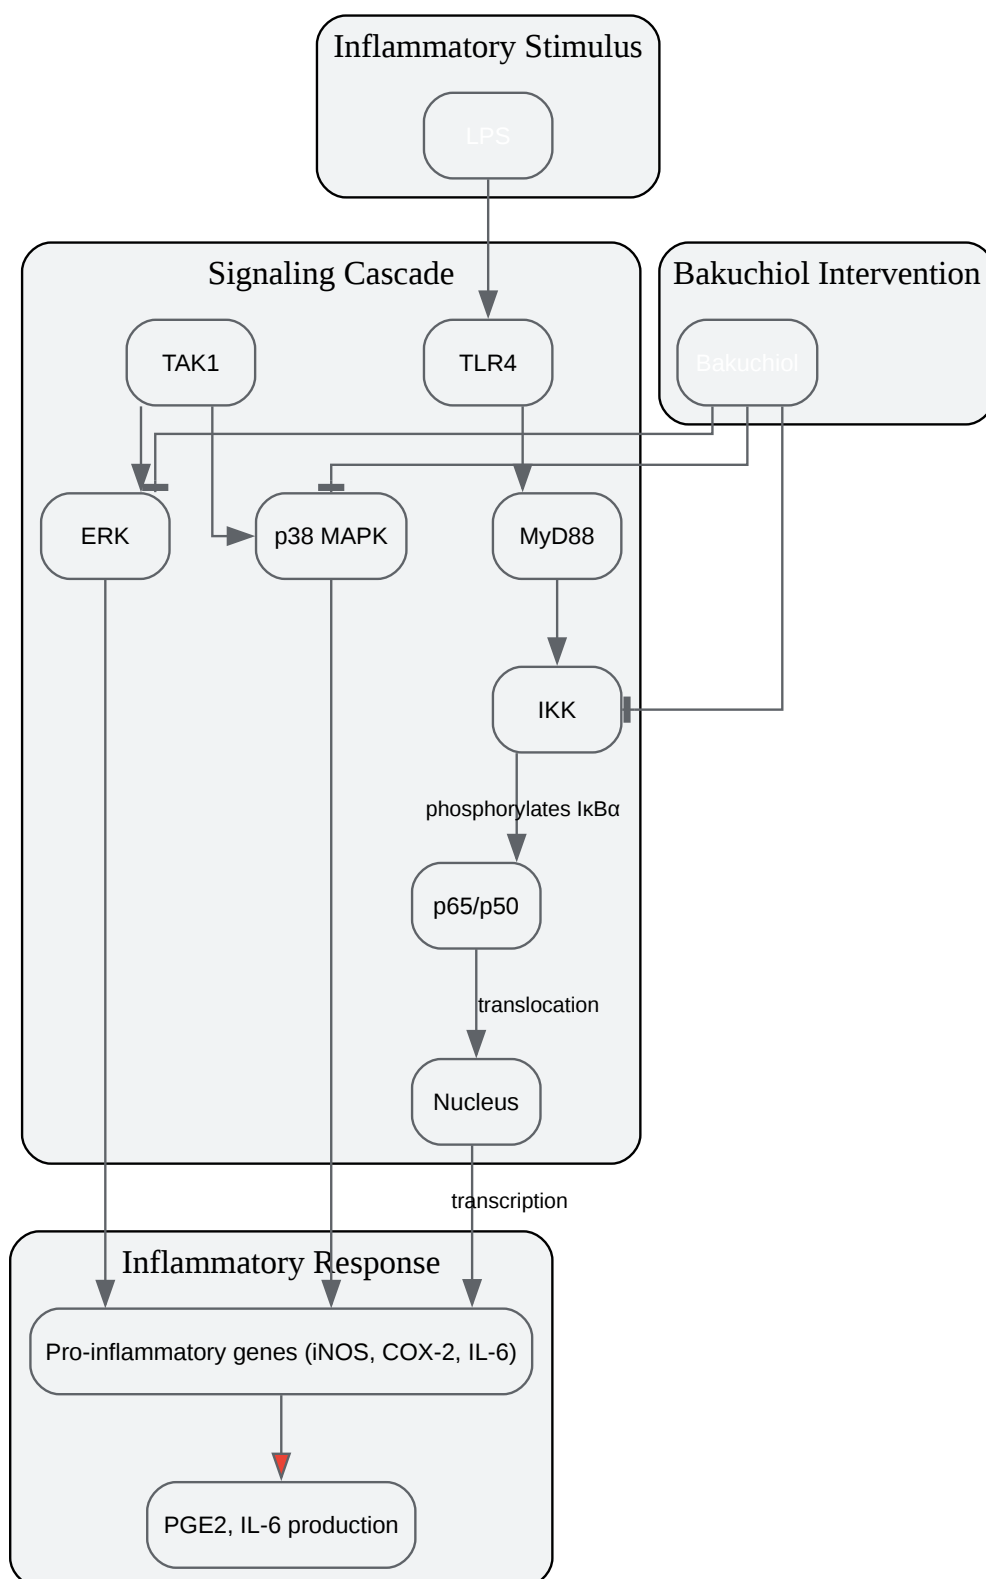 Inflammatory Stimulus
LPS
Signaling Cascade
Bakuchiol Intervention
TAK1
TLR4
Bakuchiol
ERK
p38 MAPK
MyD88
IKK
phosphorylates IκBα
p65/p50
translocation
Nucleus
transcription
Inflammatory Response
Pro-inflammatory genes (iNOS, COX-2, IL-6)
PGE2, IL-6 production